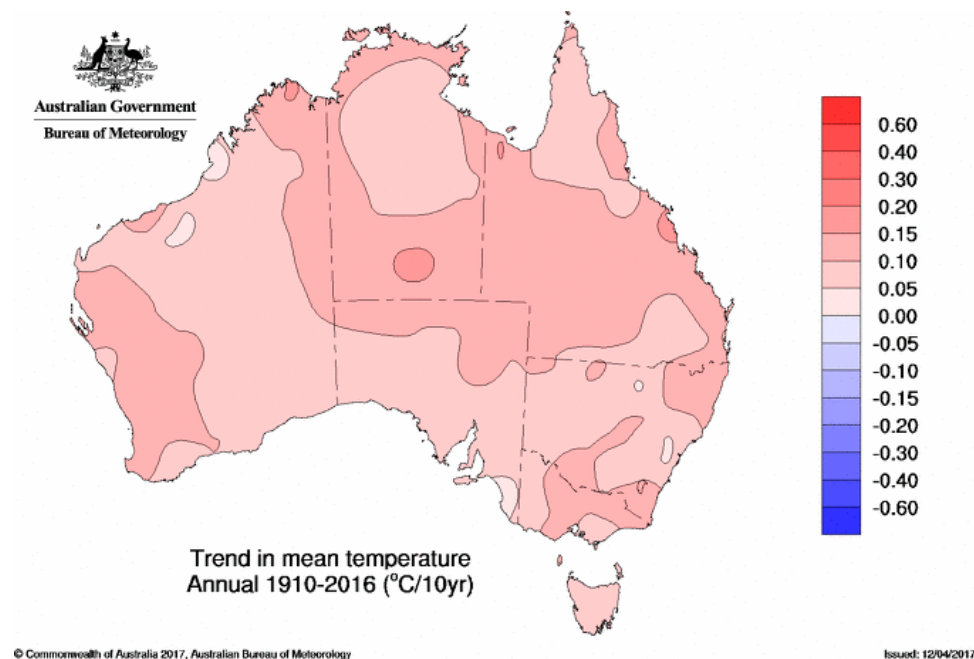 Australian Government
Bureau of Meteorology
0.60
0.40
0.30
0.20
0.15
0.10
0.05
0.00
-0.05
-0.10
-0.15
-0.20
-0.30
-0.40
-0.60
Trend in mean temperature
Annual 1910-2016 (°C/10yr)
© Commonwealth of Australia 2017, Australian Bureau of Meteorology
Issued: 12/04/2017